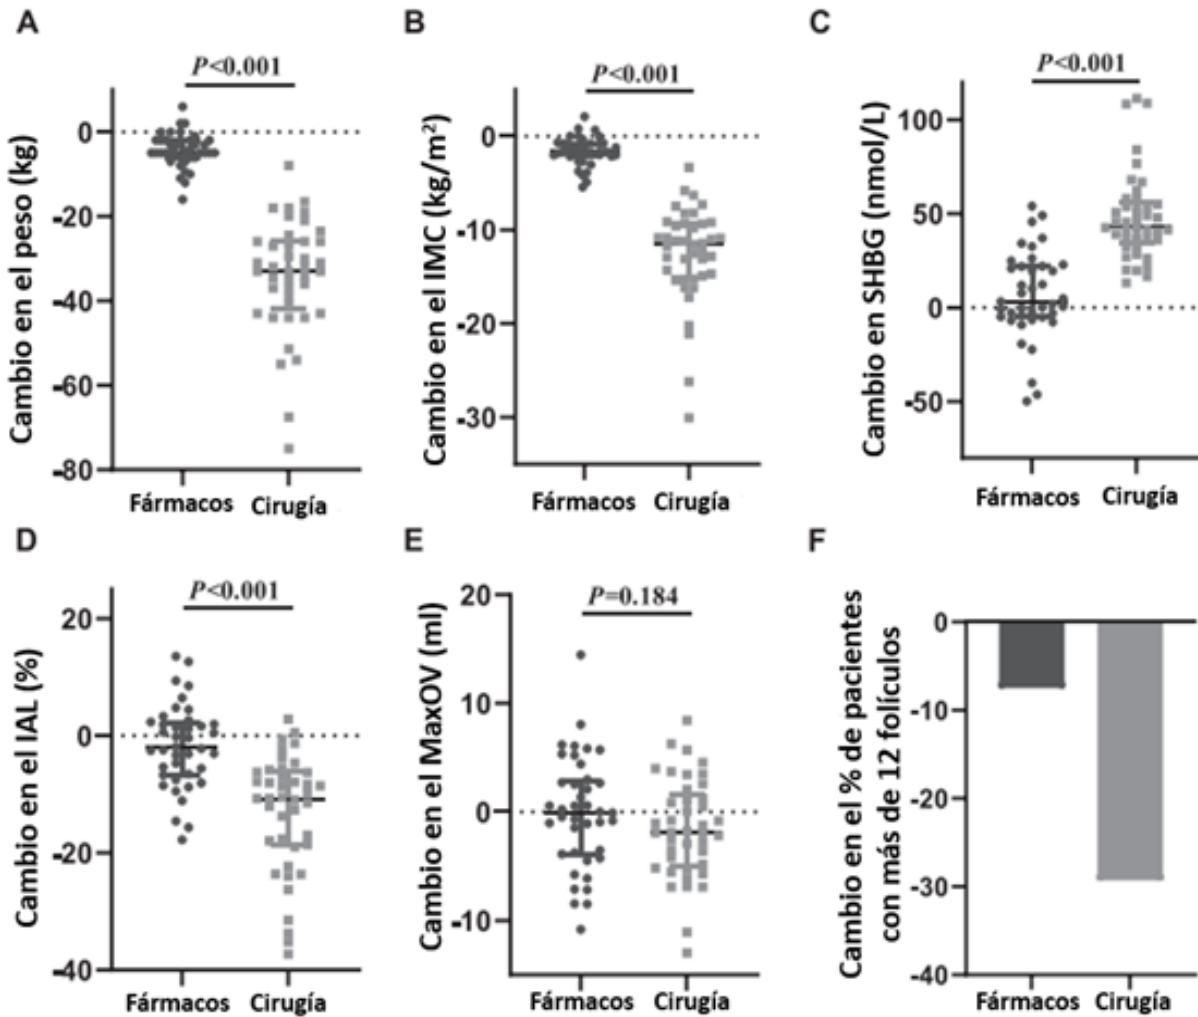 A
Cambio en el peso (kg)
P<0.001
0
-20
-40
-60
-80
Fármacos
Cirugía
B
Cambio en el IMC (kg/m²)
P<0.001
0
-10
-20
-30
Fármacos
Cirugía
C
Cambio en SHBG (nmol/L)
P<0.001
100
50
0
-50
Fármacos
Cirugía
D
Cambio en el IAL (%)
P<0.001
20
0
-20
-40
Fármacos
Cirugía
E
Cambio en el MaxOV (ml)
P=0.184
20
10
0
-10
Fármacos
Cirugía
F
Cambio en el % de pacientes
con más de 12 folículos
0
-10
-20
-30
-40
Fármacos
Cirugía